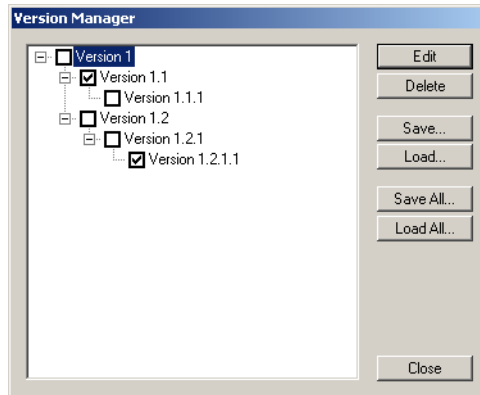 Version Manager
Version 1
Version 1.1
Version 1.1.1
Version 1.2
Version 1.2.1
Version 1.2.1.1
Edit
Delete
Save...
Load...
Save All...
Load All...
Close